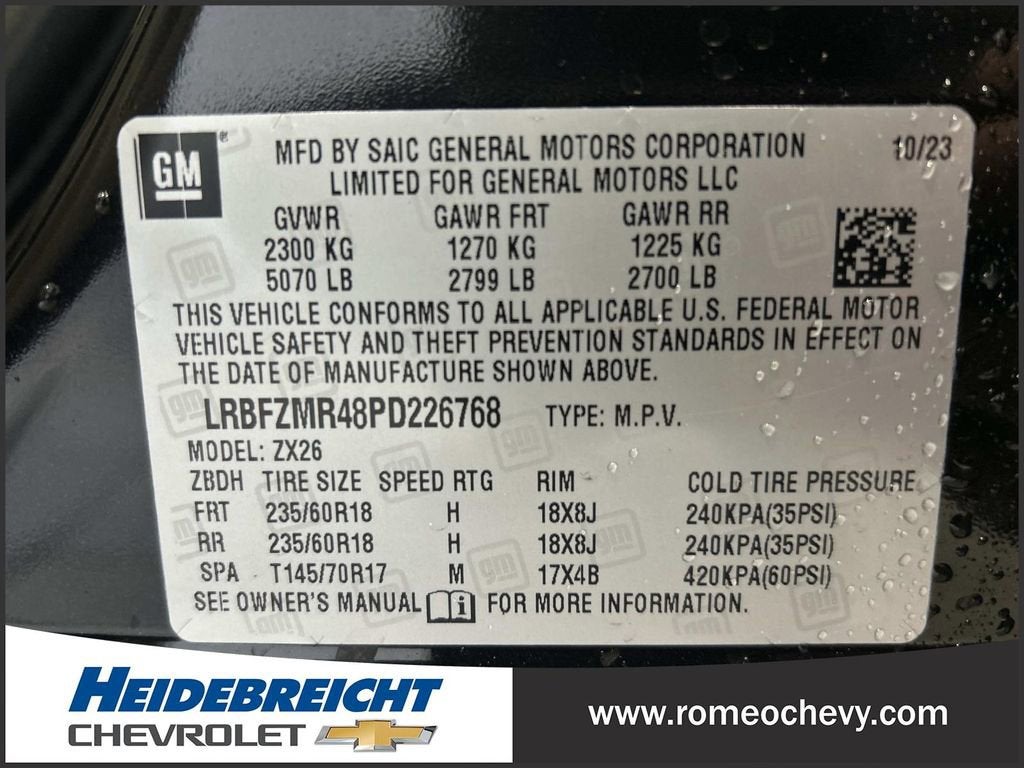 GM
MFD BY SAIC GENERAL MOTORS CORPORATION 10/23
LIMITED FOR GENERAL MOTORS LLC
GVWR GAWR FRT GAWR RR
2300 KG 1270 KG 1225 KG
5070 LB 2799 LB 2700 LB
THIS VEHICLE CONFORMS TO ALL APPLICABLE U.S. FEDERAL MOTOR
VEHICLE SAFETY AND THEFT PREVENTION STANDARDS IN EFFECT ON
THE DATE OF MANUFACTURE SHOWN ABOVE.
LRBFZMR48PD226768 TYPE: M.P.V.
MODEL: ZX26
ZBDH TIRE SIZE SPEED RTG RIM COLD TIRE PRESSURE
FRT 235/60R18 H 18X8J 240KPA(35PSI)
RR 235/60R18 H 18X8J 240KPA(35PSI)
SPA T145/70R17 M 17X4B 420KPA(60PSI)
SEE OWNER'S MANUAL i FOR MORE INFORMATION.
HEIDEBREICHT
CHEVROLET
www.romeochevy.com